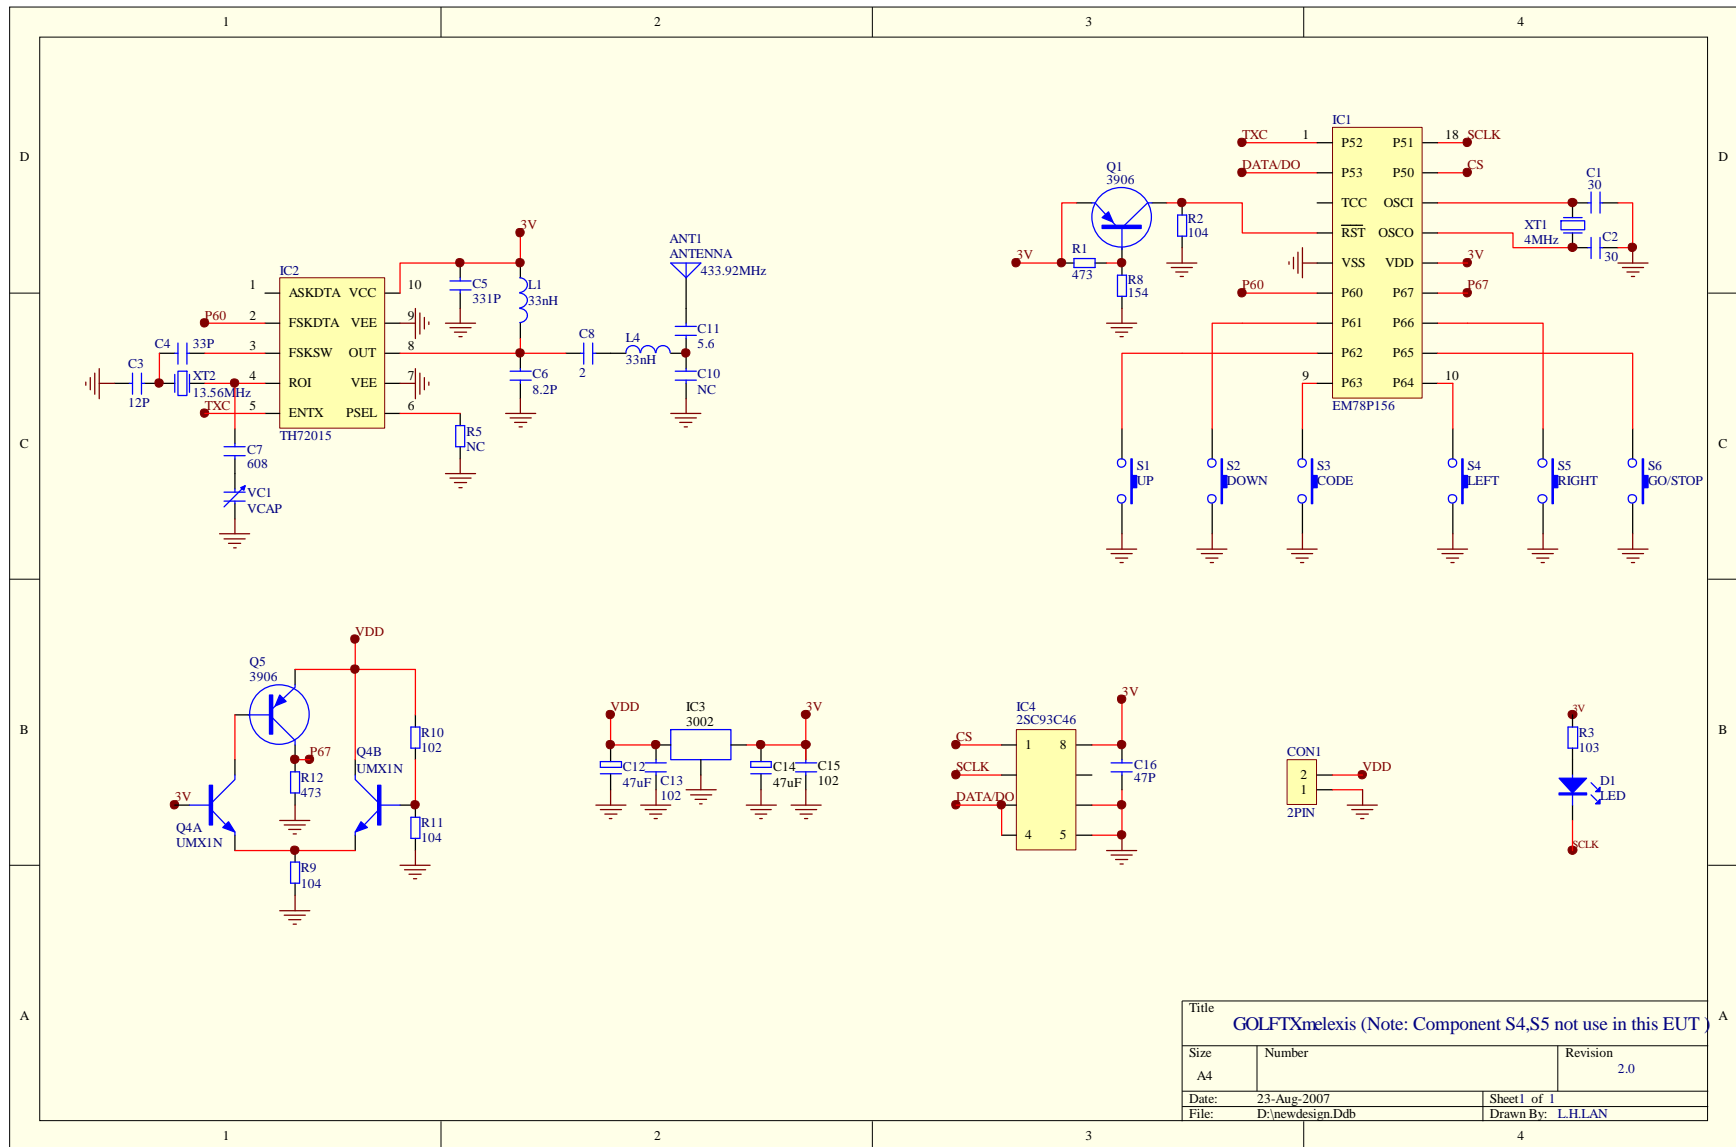 1 2 3 4
D D
C C
B B
A A
1 2 3 4
IC2
TH72015
1 ASKDTA VCC 10
2 FSKDTA VEE 9
3 FSKSW OUT 8
4 ROI VEE 7
5 ENTX PSEL 6
P60
C4 33P
C3
12P
XT2
13.56MHz
TXC
C7
608
VC1
VCAP
3V
C5
331P
L1
33nH
C6
8.2P
R5
NC
C8
2
L4
33nH
ANT1
ANTENNA
433.92MHz
C11
5.6
C10
NC
Q1
3906
3V
R1
473
R2
104
R8
154
IC1
EM78P156
TXC 1 P52 P51 18 SCLK
DATA/DO P53 P50 CS
TCC OSCI
RST OSCO
VSS VDD 3V
P60 P60 P67 P67
P61 P66
P62 P65
9 P63 P64 10
C1
30
XT1
4MHz
C2
30
S1
UP
S2
DOWN
S3
CODE
S4
LEFT
S5
RIGHT
S6
GO/STOP
VDD
Q5
3906
P67
R12
473
Q4B
UMX1N
R10
102
3V
Q4A
UMX1N
R11
104
R9
104
VDD
IC3
3002
3V
C12
47uF
C13
102
C14
47uF
C15
102
IC4
2SC93C46
3V
CS 1 8
SCLK
DATA/DO
4 5
C16
47P
CON1
2 VDD
1
2PIN
3V
R3
103
D1
LED
SCLK
Title
GOLFTXmelexis (Note: Component S4,S5 not use in this EUT )
Size Number Revision
A4 2.0
Date: 23-Aug-2007 Sheet1 of 1
File: D:\newdesign.Ddb Drawn By: L.H.LAN